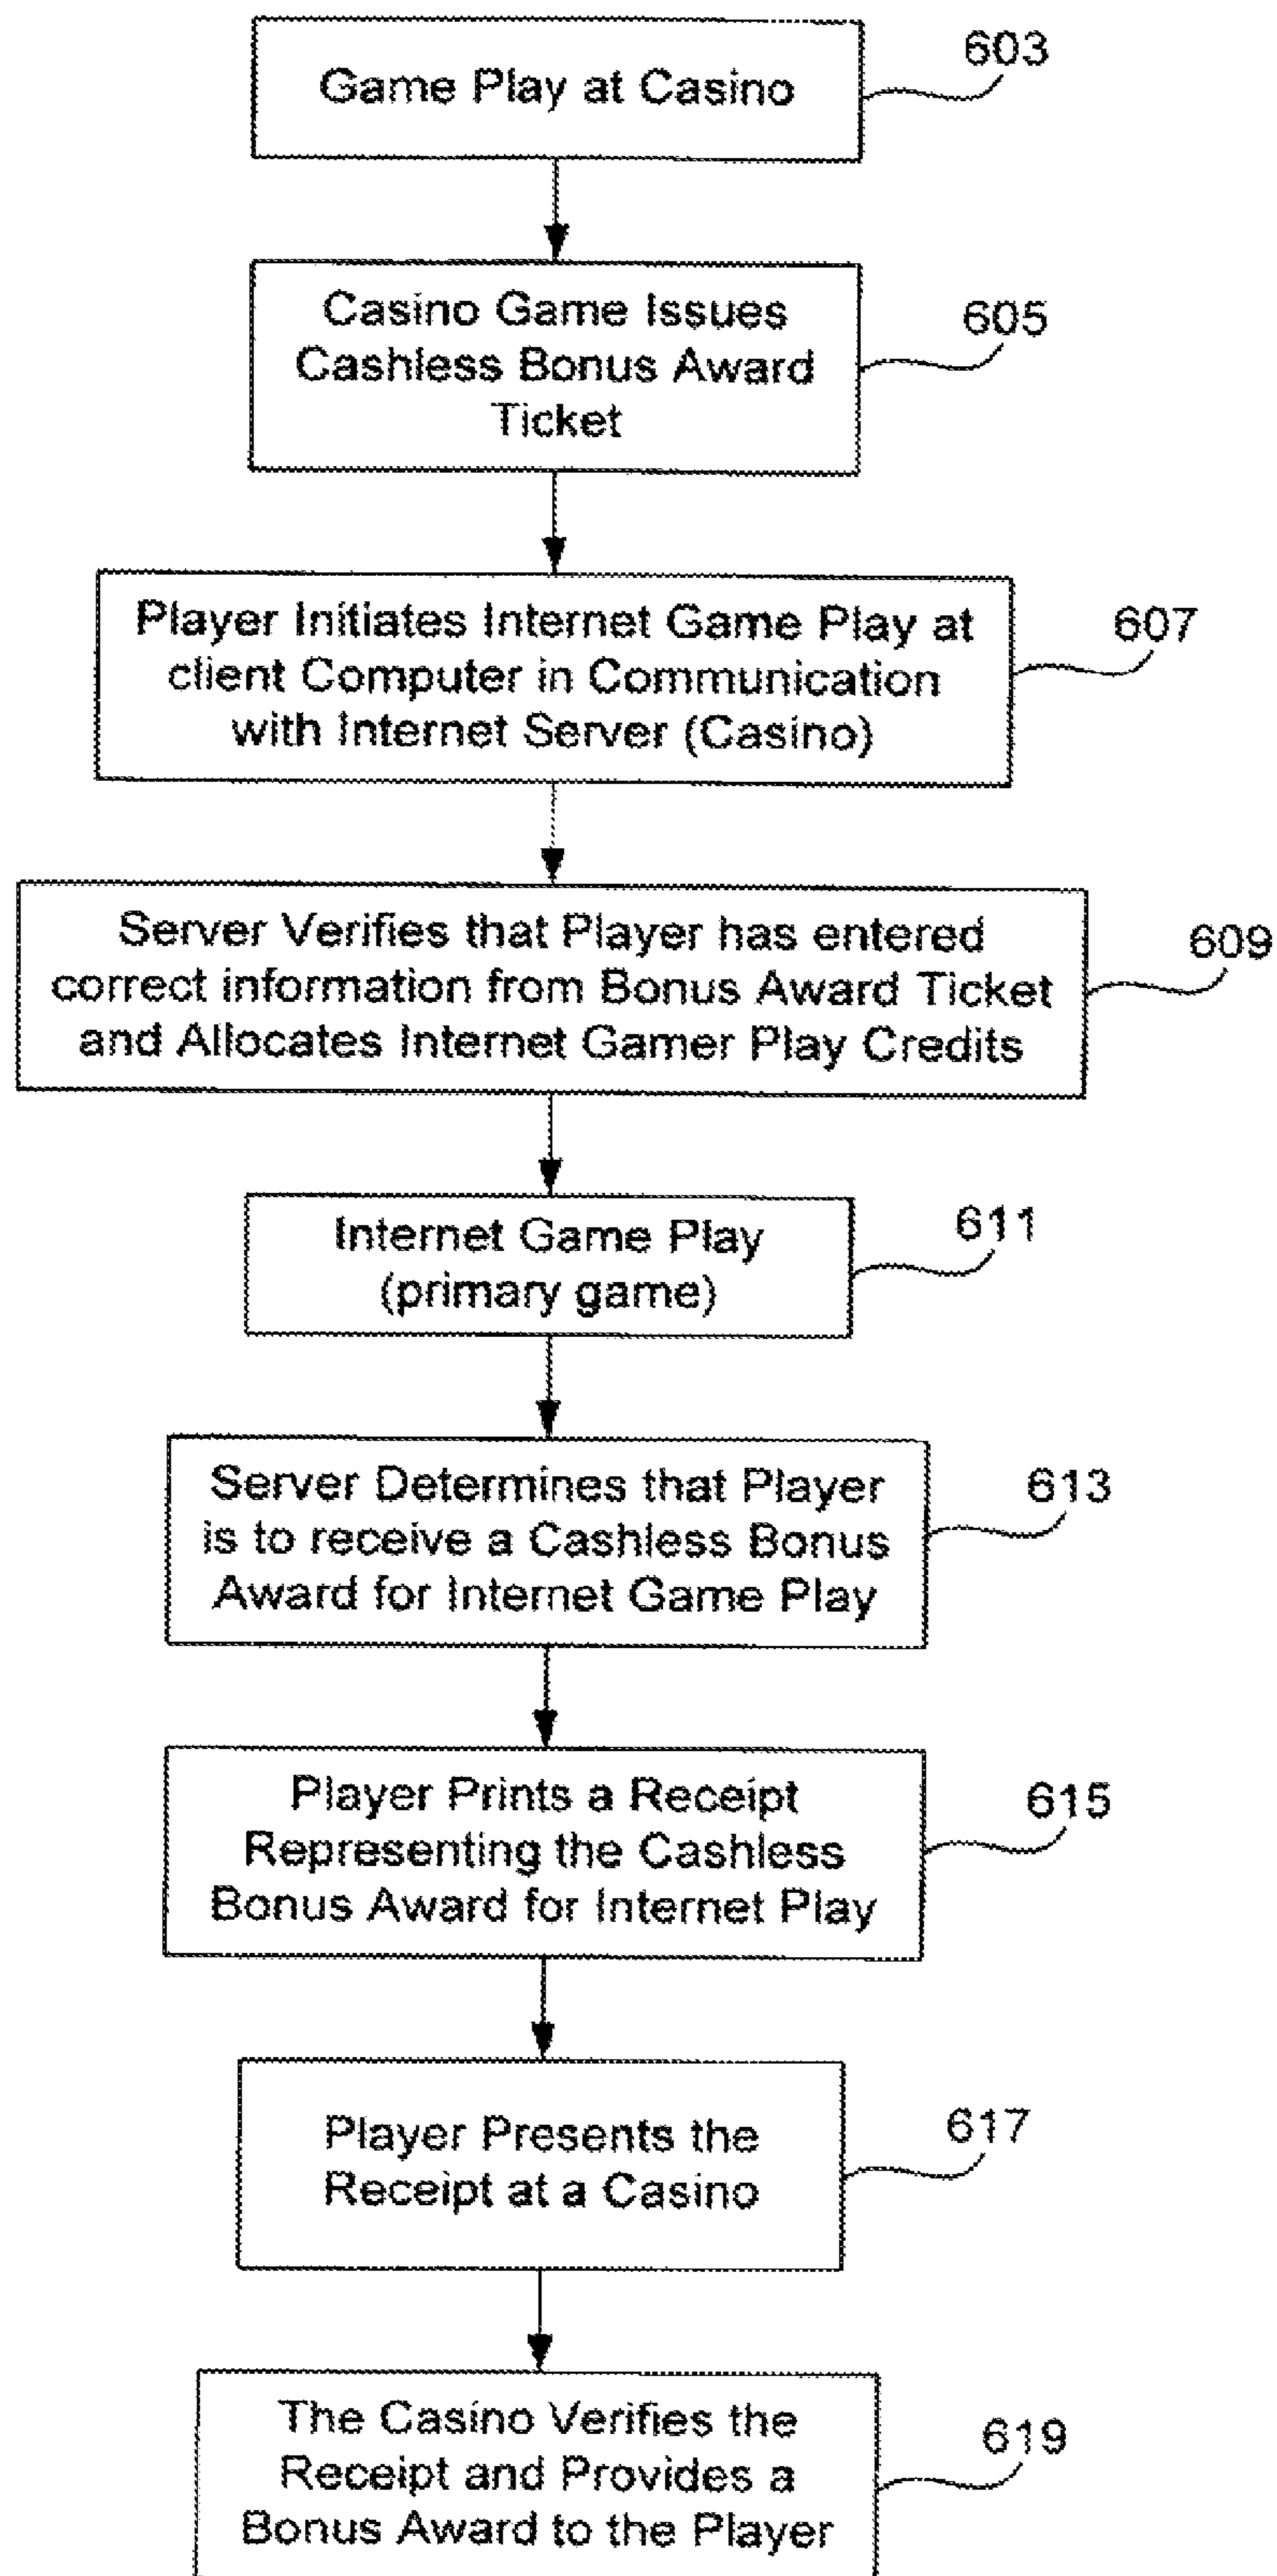 Game Play at Casino
603
Casino Game Issues
Cashless Bonus Award
Ticket
605
Player Initiates Internet Game Play at
client Computer in Communication
with Internet Server (Casino)
607
Server Verifies that Player has entered
correct information from Bonus Award Ticket
and Allocates Internet Gamer Play Credits
609
Internet Game Play
(primary game)
611
Server Determines that Player
is to receive a Cashless Bonus
Award for Internet Game Play
613
Player Prints a Receipt
Representing the Cashless
Bonus Award for Internet Play
615
Player Presents the
Receipt at a Casino
617
The Casino Verifies the
Receipt and Provides a
Bonus Award to the Player
619